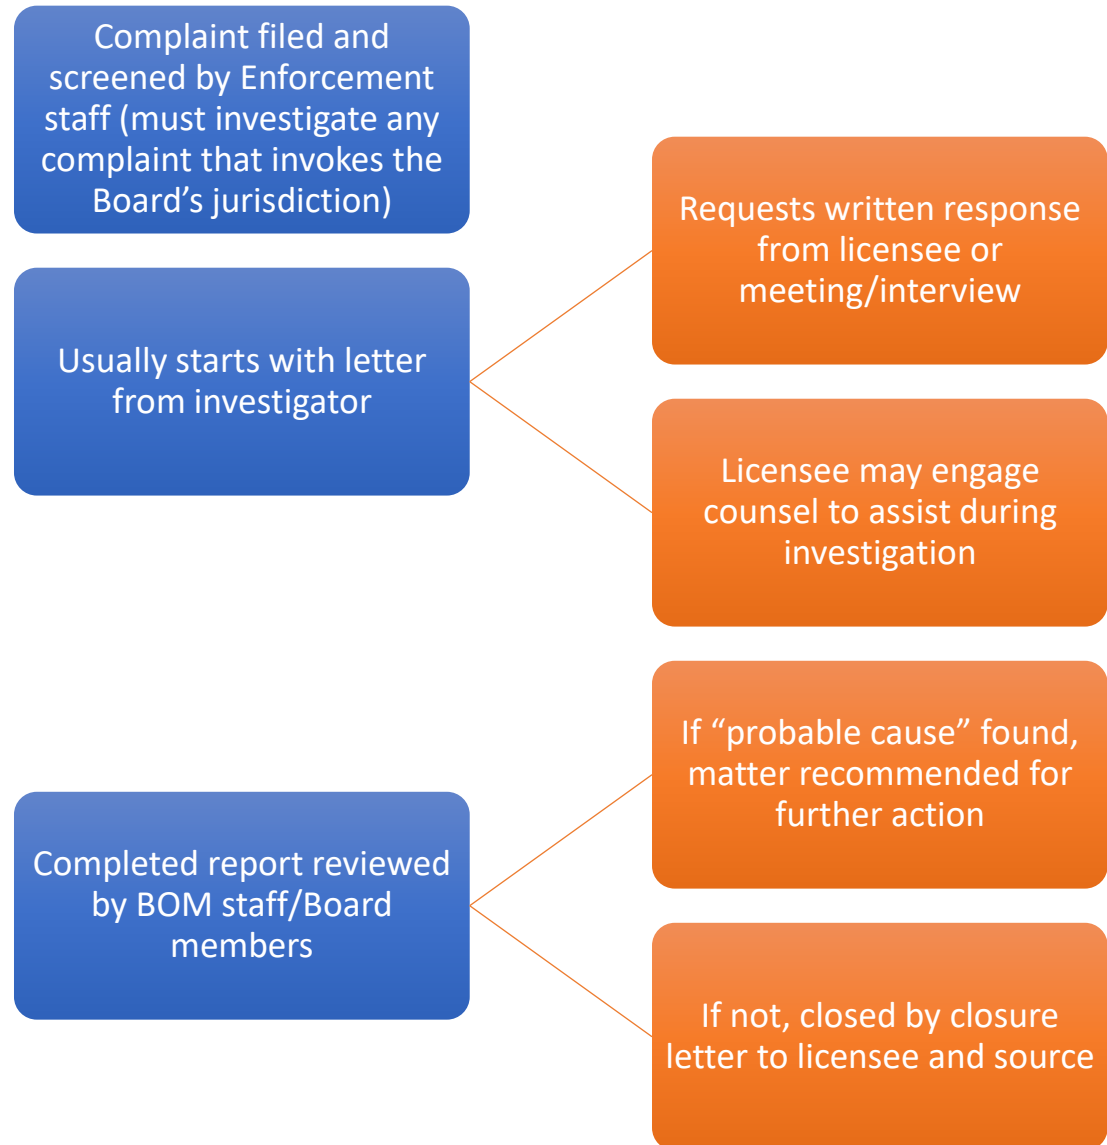 Complaint filed and
screened by Enforcement
staff (must investigate any
complaint that invokes the
Board’s jurisdiction)
Usually starts with letter
from investigator
Requests written response
from licensee or
meeting/interview
Licensee may engage
counsel to assist during
investigation
Completed report reviewed
by BOM staff/Board
members
If “probable cause” found,
matter recommended for
further action
If not, closed by closure
letter to licensee and source